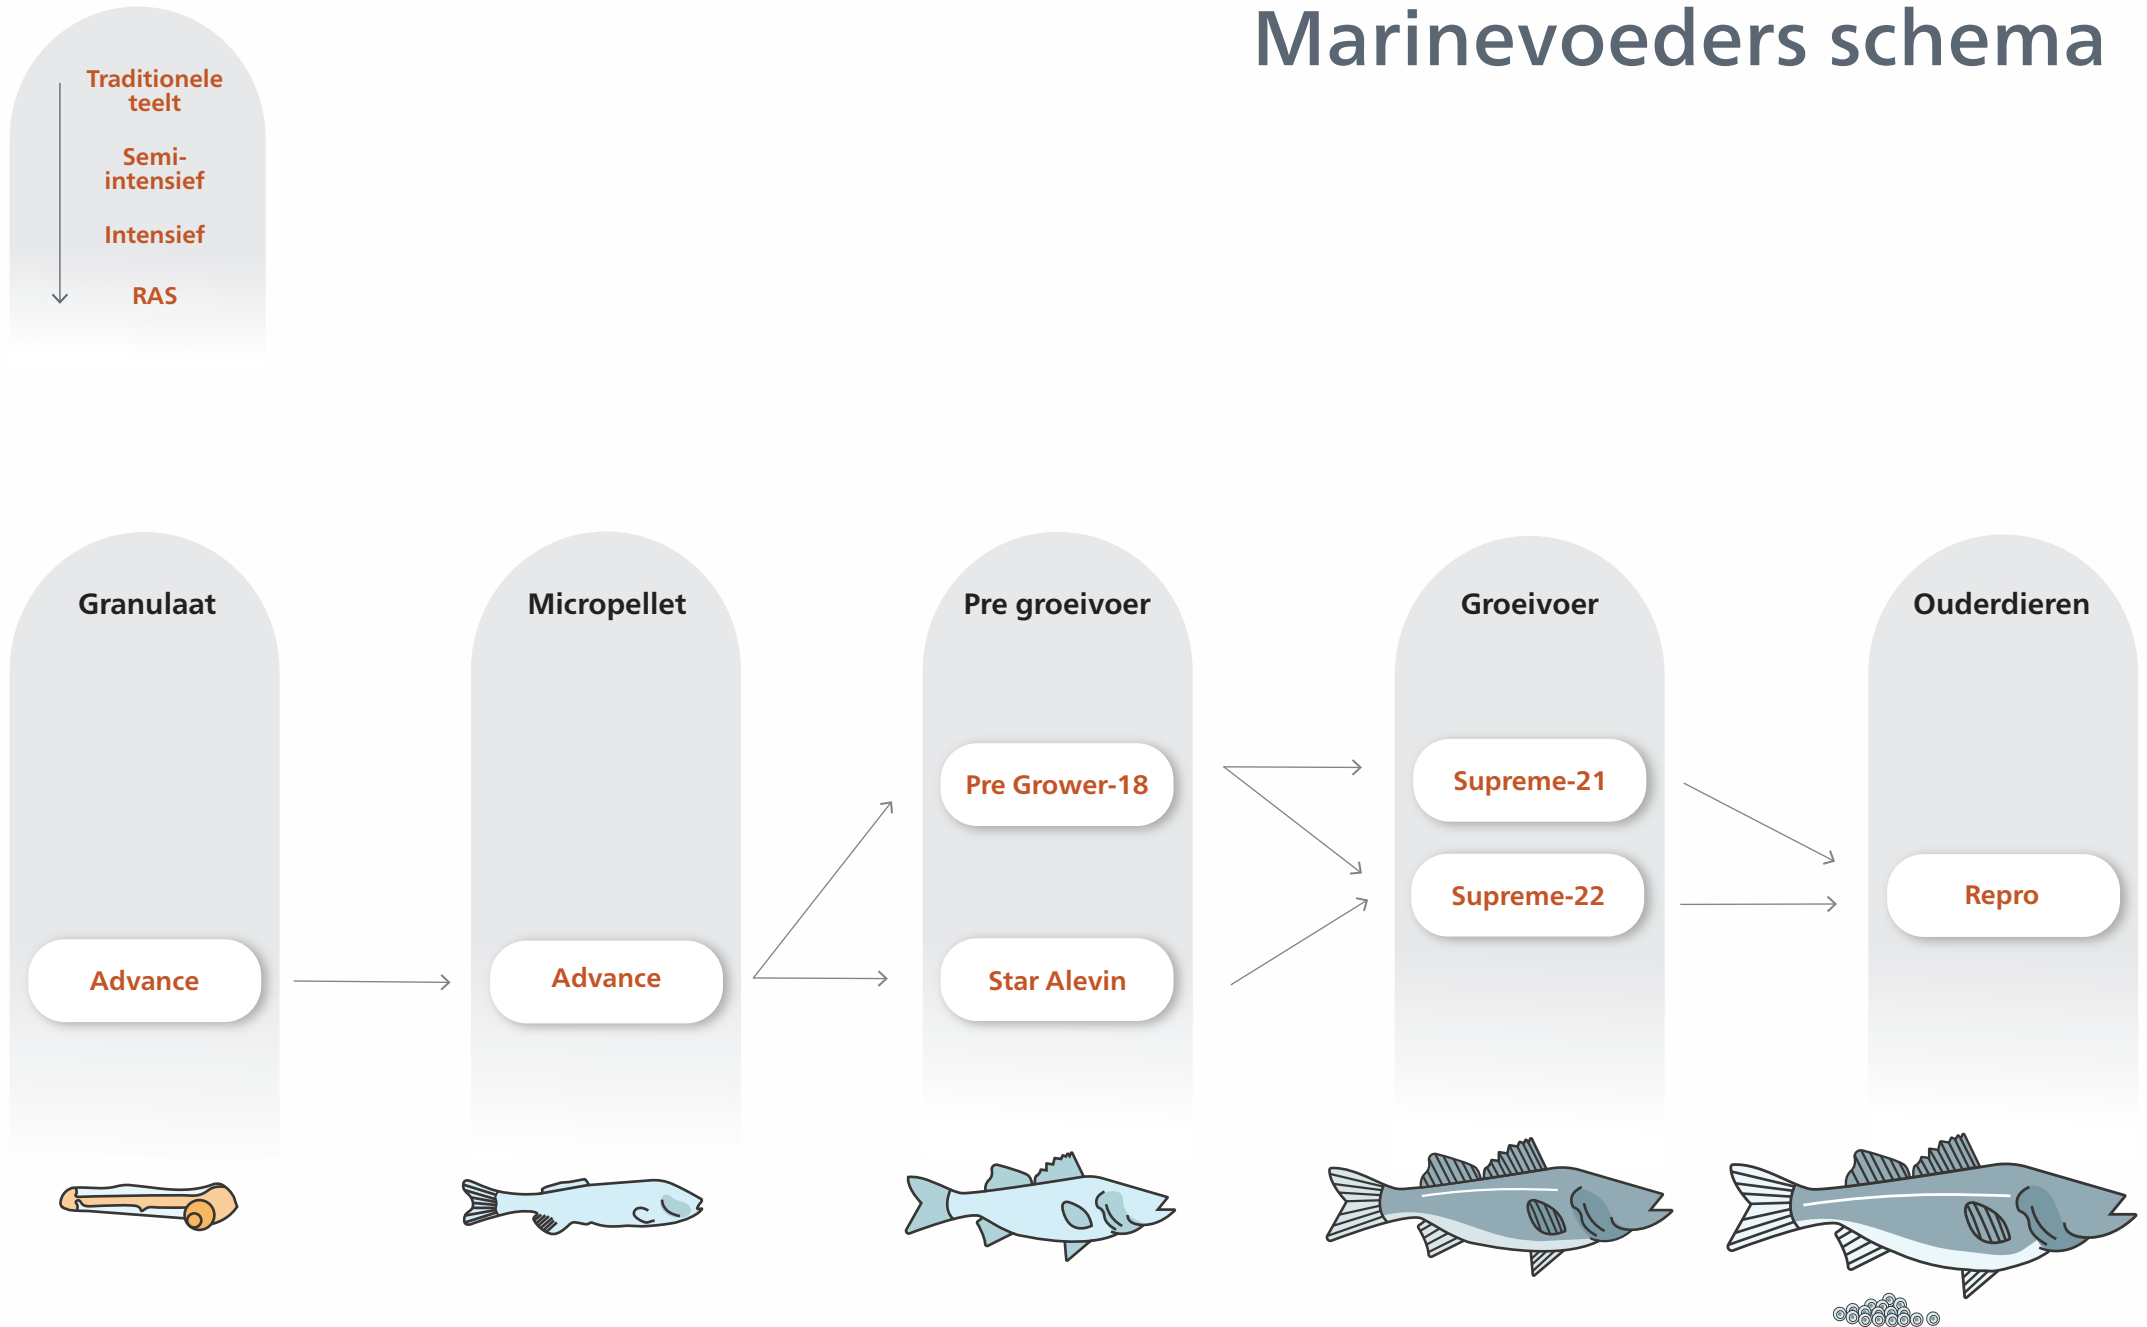 Marinevoeders schema
Traditionele
teelt
Semi-
intensief
Intensief
RAS
Granulaat
Micropellet
Pre groeivoer
Groeivoer
Ouderdieren
Pre Grower-18
Supreme-21
Supreme-22
Repro
Advance
Advance
Star Alevin